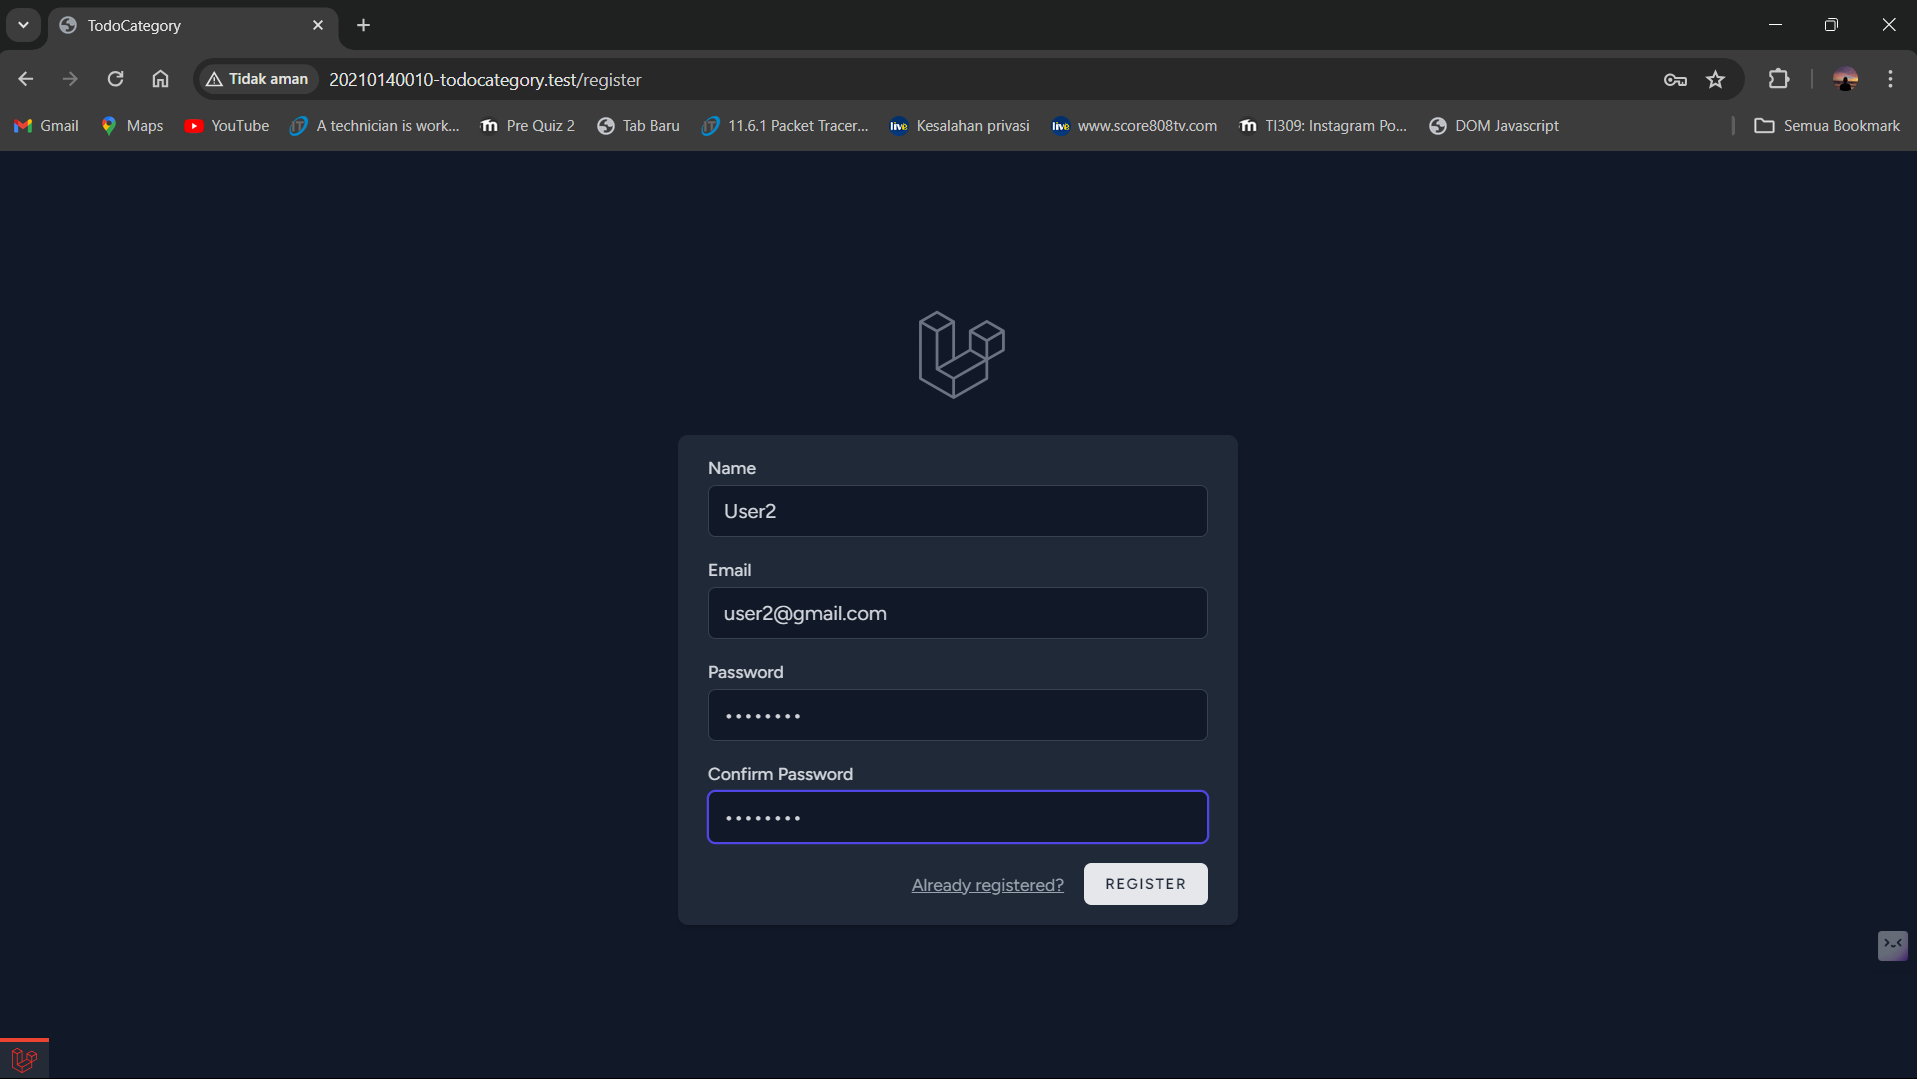 TodoCategory
Tidak aman 20210140010-todocategory.test/register
Gmail Maps YouTube A technician is work... Pre Quiz 2 Tab Baru 11.6.1 Packet Tracer... Kesalahan privasi www.score808tv.com TI309: Instagram Po... DOM Javascript Semua Bookmark
Name
User2
Email
user2@gmail.com
Password
••••••••
Confirm Password
••••••••
Already registered? REGISTER